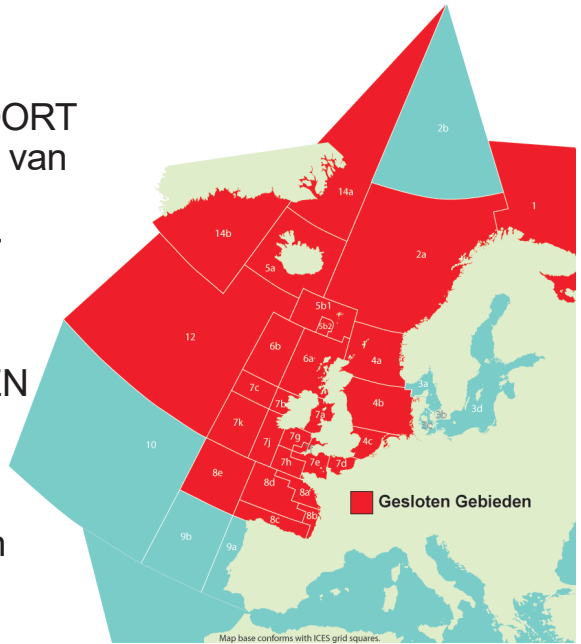 OORT
van
EN
n
2b
14a
1
14b
2a
5a
5b1
5b2
12
6b
6a
4a
3a
7c
7b
7a
4b
3b
3c
3d
10
7k
7j
7g
4c
7h
7e
7d
8e
8d
8a
Gesloten Gebieden
8c
8b
9b
9a
Map base conforms with ICES grid squares.